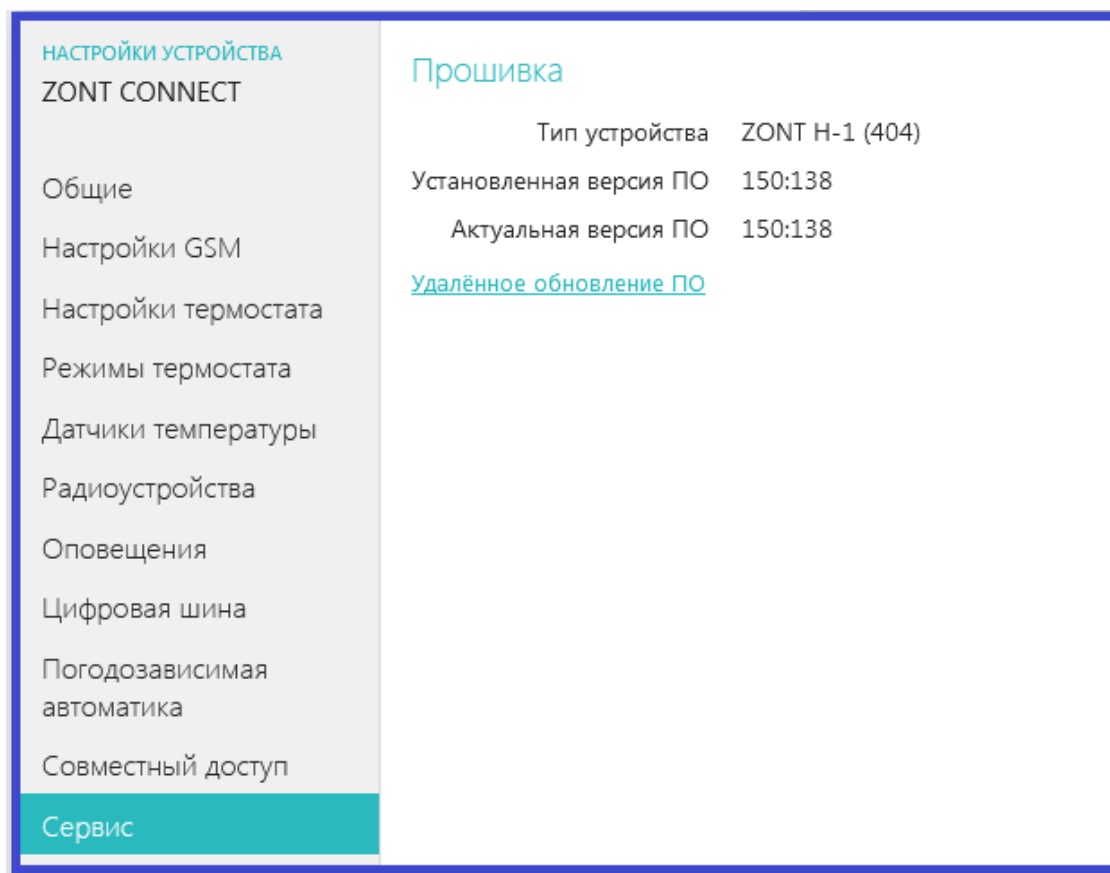 НАСТРОЙКИ УСТРОЙСТВА
ZONT CONNECT
Общие
Настройки GSM
Настройки термостата
Режимы термостата
Датчики температуры
Радиоустройства
Оповещения
Цифровая шина
Погодозависимая
автоматика
Совместный доступ
Сервис
Прошивка
Тип устройства ZONT H-1 (404)
Установленная версия ПО 150:138
Актуальная версия ПО 150:138
Удалённое обновление ПО